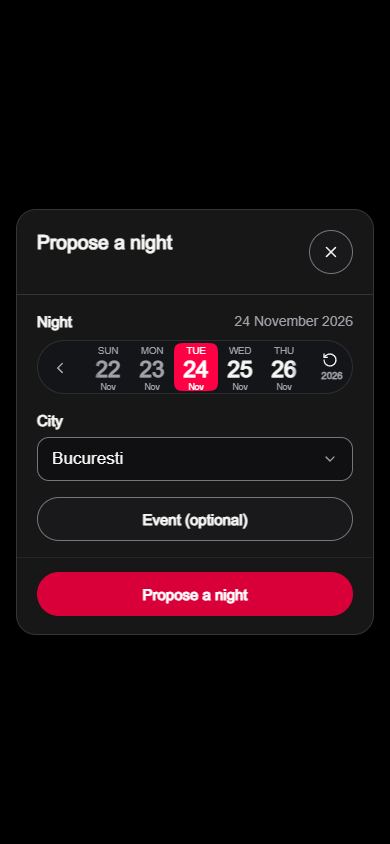 Propose a night
Night 24 November 2026
SUN MON TUE WED THU
22 23 24 25 26
Nov Nov Nov Nov Nov
2026
City
Bucuresti
Event (optional)
Propose a night